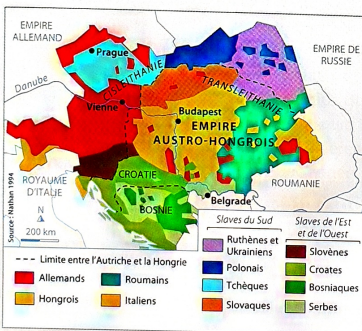 EMPIRE
ALLEMAND
Prague
EMPIRE DE
RUSSIE
Danube
CISLEITHANIE
TRANSLEITHANIE
Vienne
Budapest
EMPIRE
AUSTRO-HONGROIS
ROYAUME
D'ITALIE
CROATIE
ROUMANIE
BOSNIE
Belgrade
N
200 km
Source : Nathan 1994
Limite entre l'Autriche et la Hongrie
Allemands
Roumains
Hongrois
Italiens
Slaves du Sud
Ruthènes et
Ukrainiens
Polonais
Tchèques
Slovaques
Slaves de l'Est
et de l'Ouest
Slovènes
Croates
Bosniaques
Serbes